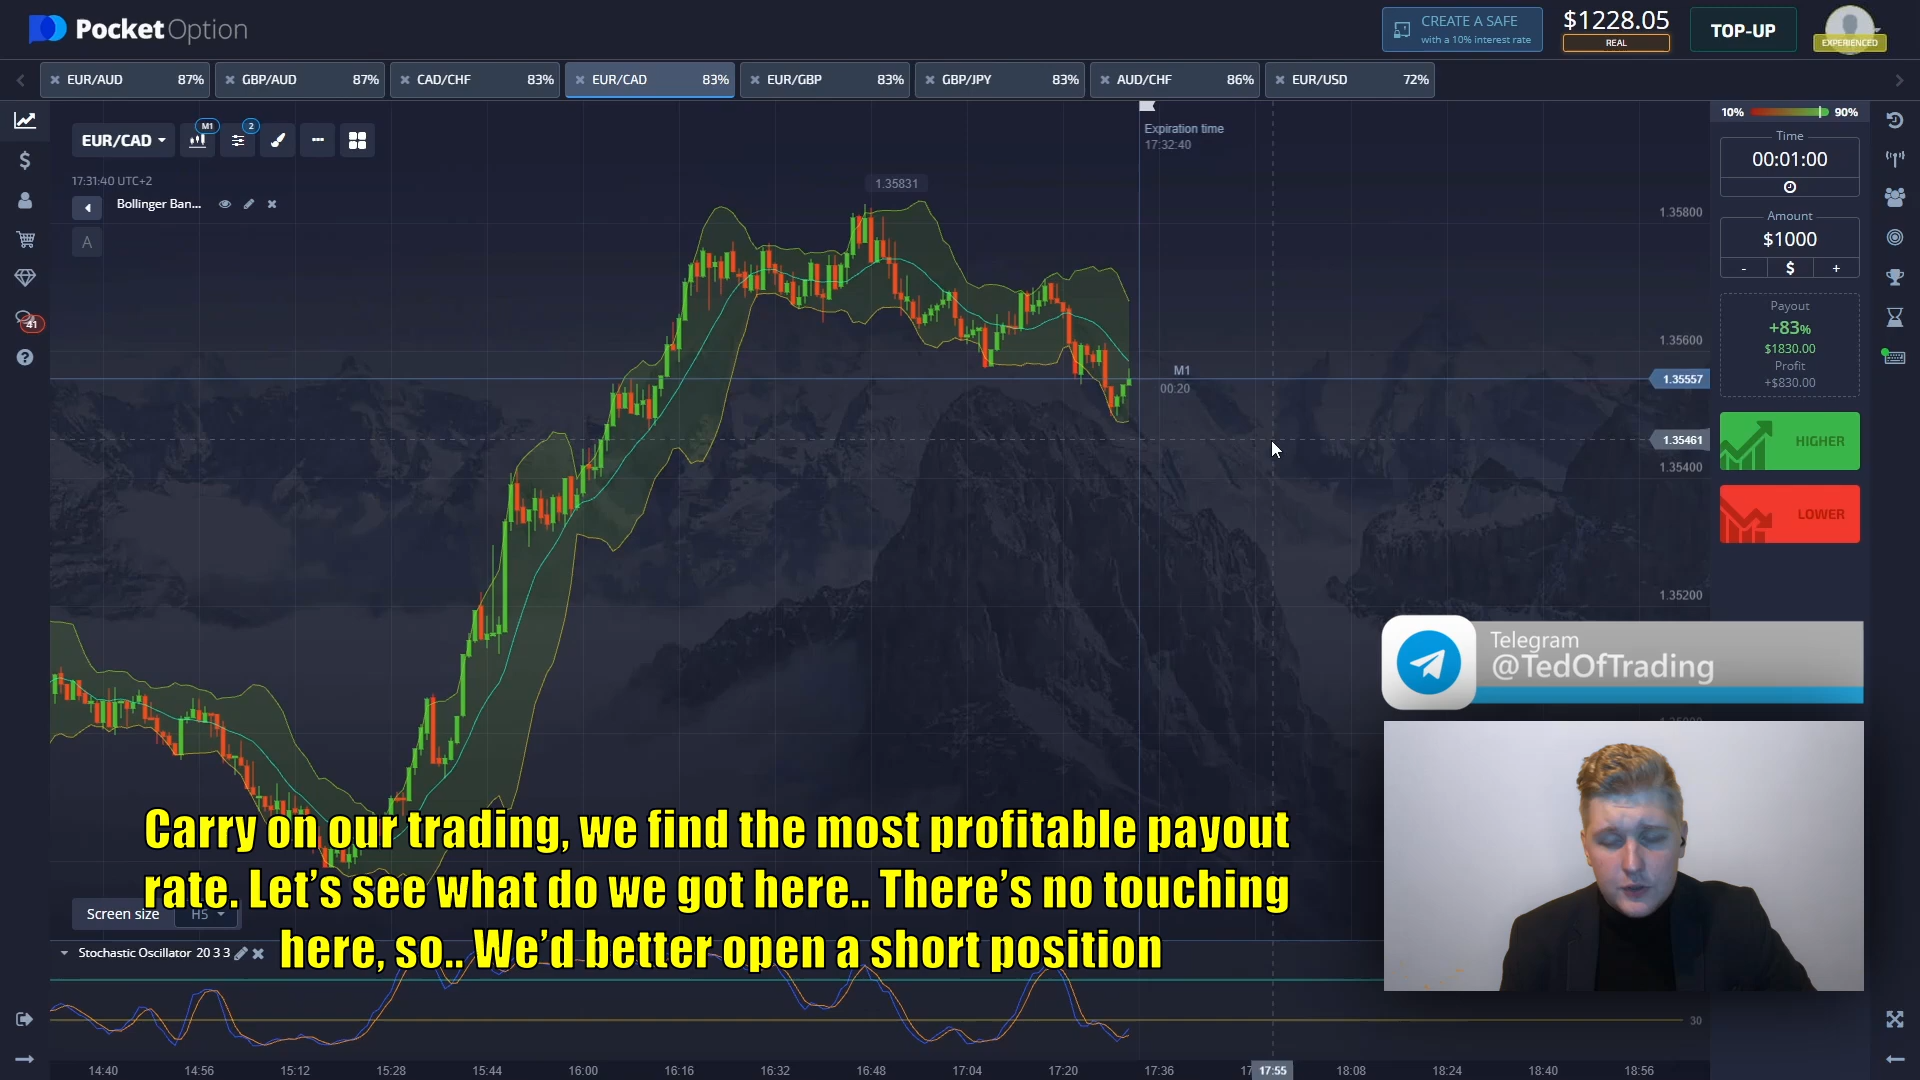 Pocket Option
CREATE A SAFE
with a 10% interest rate
$1228.05
REAL
TOP-UP
EXPERIENCED
EUR/AUD 87%
GBP/AUD 87%
CAD/CHF 83%
EUR/CAD 83%
EUR/GBP 83%
GBP/JPY 83%
AUD/CHF 86%
EUR/USD 72%
EUR/CAD
M1
2
Expiration time
17:32:40
10%
90%
Time
00:01:00
Amount
$1000
- $ +
Payout
+83%
$1830.00
Profit
+$830.00
HIGHER
LOWER
17:31:40 UTC+2
Bollinger Ban...
A
41
1.35831
1.35800
1.35600
M1
00:20
1.35557
1.35461
1.35400
1.35200
Telegram
@TedOfTrading
Carry on our trading, we find the most profitable payout
rate. Let's see what do we got here.. There's no touching
here, so.. We'd better open a short position
Screen size
H5
Stochastic Oscillator 20 3 3
30
14:40 14:56 15:12 15:28 15:44 16:00 16:16 16:32 16:48 17:04 17:20 17:36 17:55 18:08 18:24 18:40 18:56